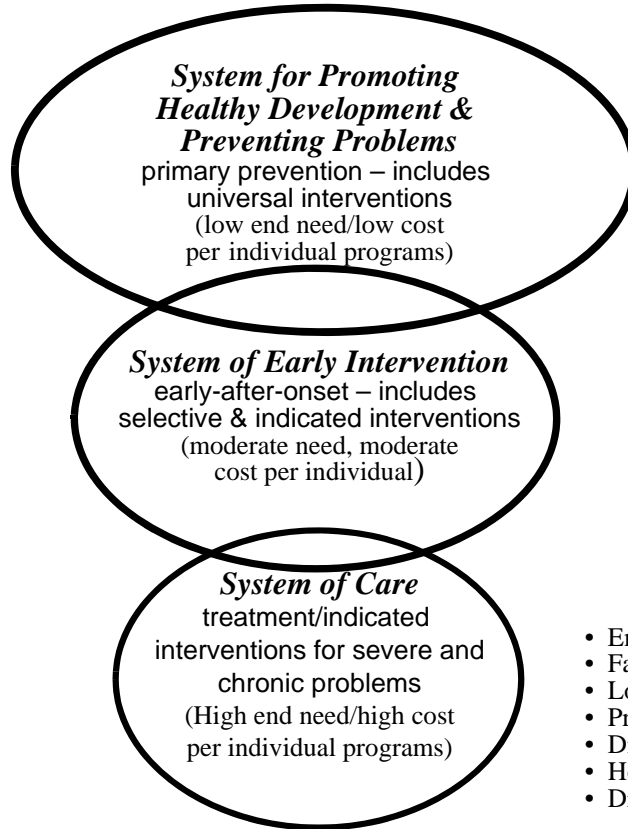 System for Promoting
Healthy Development &
Preventing Problems
primary prevention – includes
universal interventions
(low end need/low cost
per individual programs)
System of Early Intervention
early-after-onset – includes
selective & indicated interventions
(moderate need, moderate
cost per individual)
System of Care
treatment/indicated
interventions for severe and
chronic problems
(High end need/high cost
per individual programs)